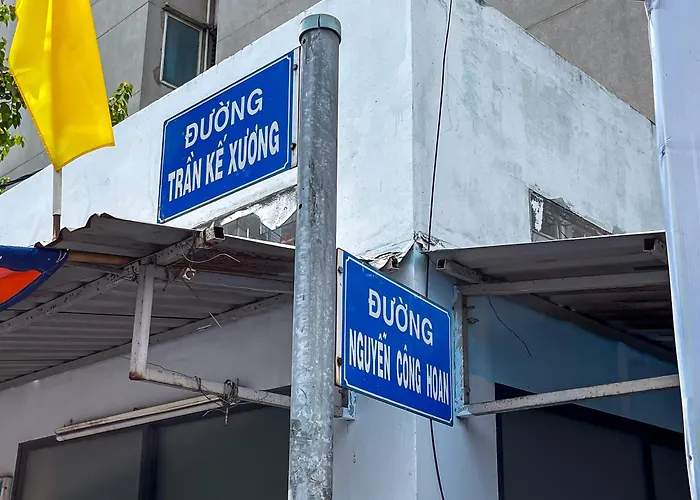 ĐƯỜNG
TRẦN KẾ XƯƠNG
ĐƯỜNG
NGUYỄN CÔNG HOAN